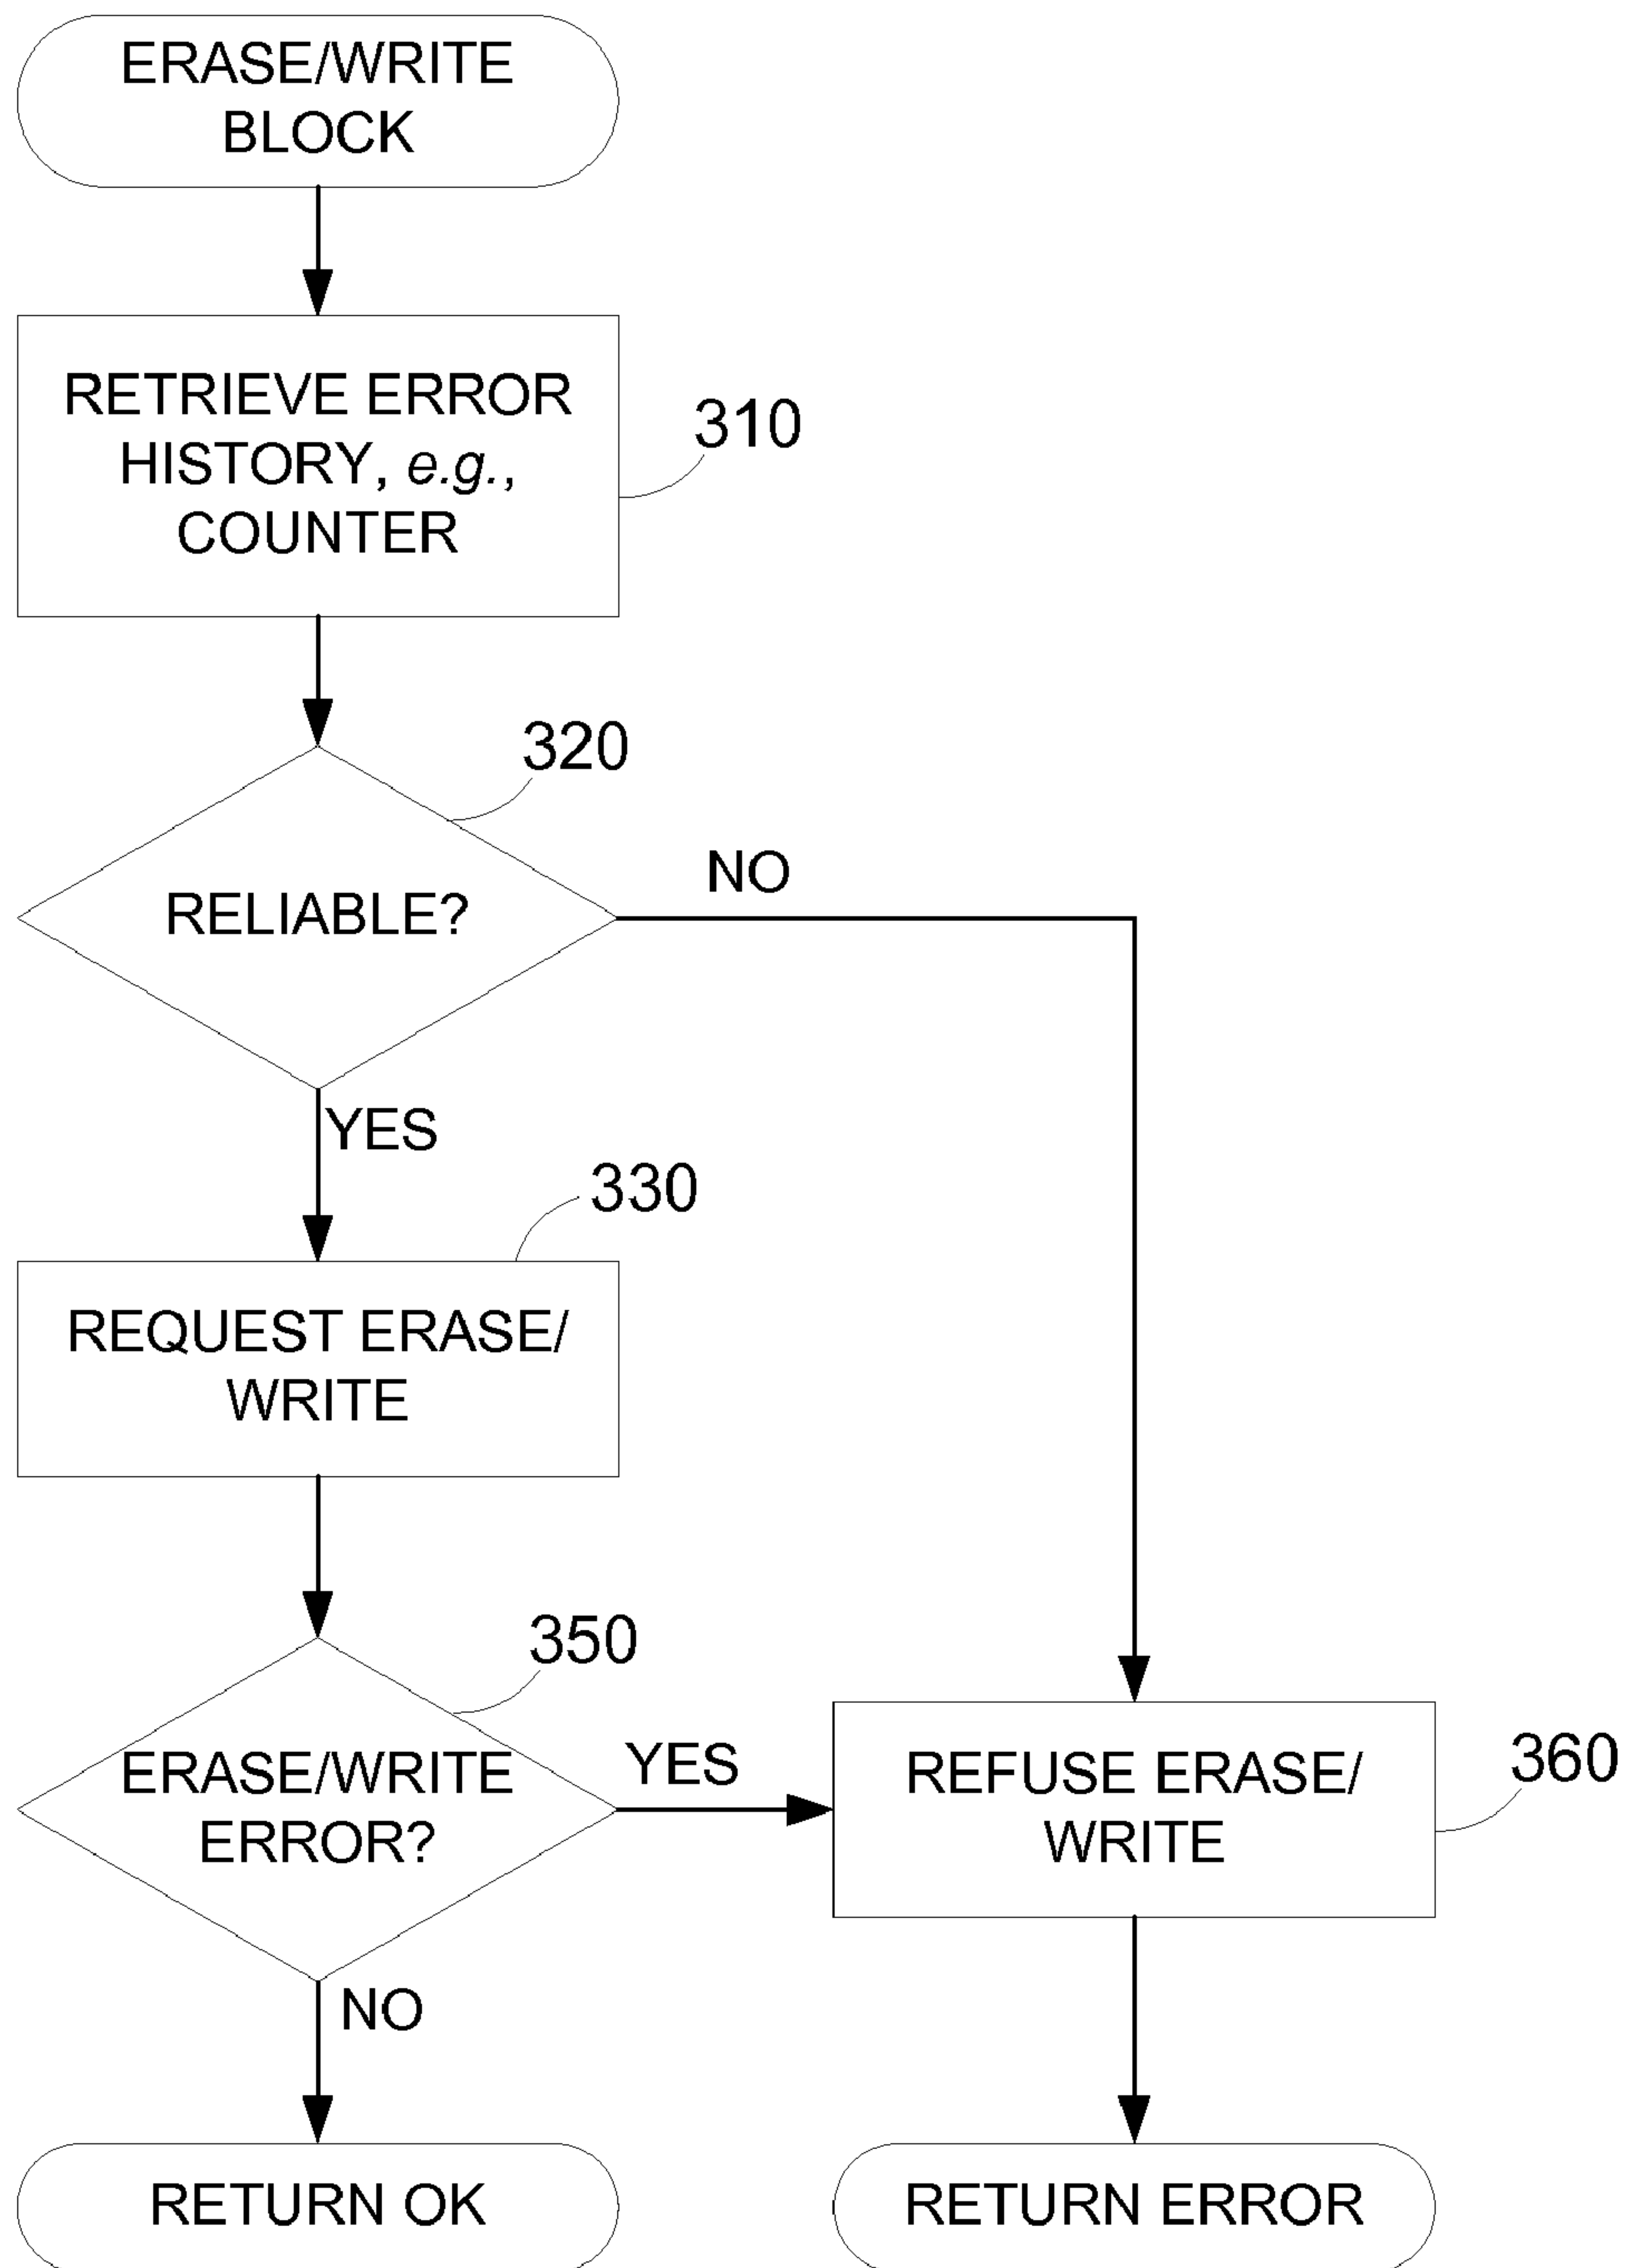 ERASE/WRITE
BLOCK
RETRIEVE ERROR
HISTORY, e.g.,
COUNTER
310
320
RELIABLE?
NO
YES
330
REQUEST ERASE/
WRITE
350
ERASE/WRITE
ERROR?
YES
REFUSE ERASE/
WRITE
360
NO
RETURN OK
RETURN ERROR